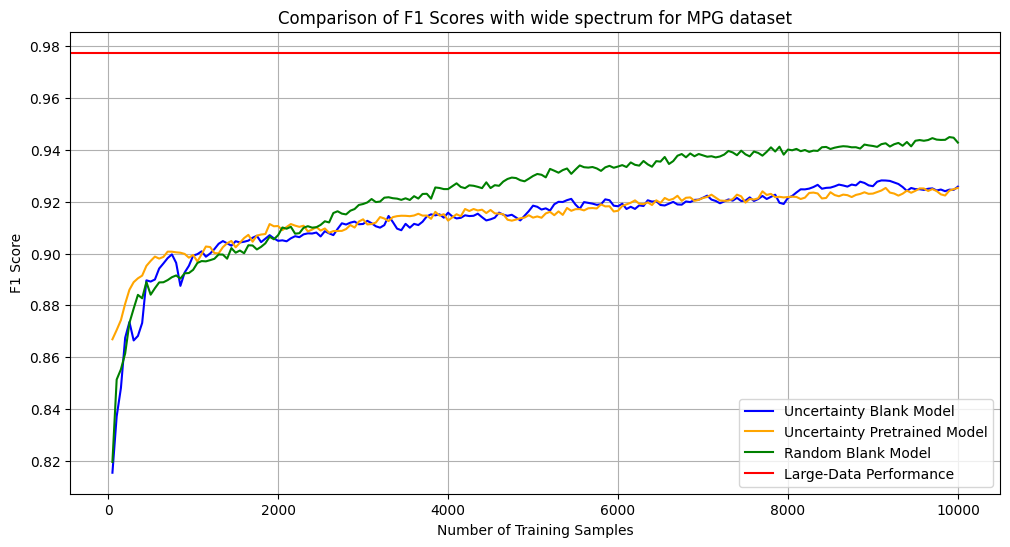 Comparison of F1 Scores with wide spectrum for MPG dataset
F1 Score
0.98
0.96
0.94
0.92
0.90
0.88
0.86
0.84
0.82
0
2000
4000
6000
8000
10000
Number of Training Samples
Uncertainty Blank Model
Uncertainty Pretrained Model
Random Blank Model
Large-Data Performance